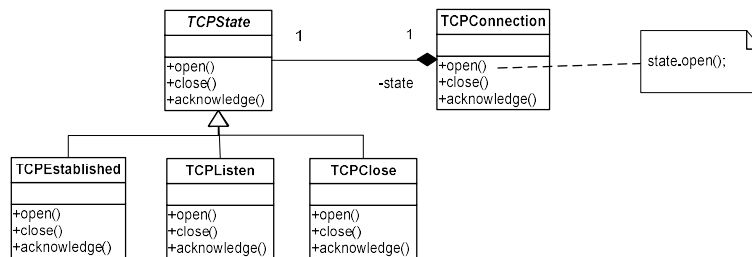 TCPState
+open()
+close()
+acknowledge()
1
1
-state
TCPConnection
+open()
+close()
+acknowledge()
state.open();
TCPEstablished
+open()
+close()
+acknowledge()
TCPListen
+open()
+close()
+acknowledge()
TCPClose
+open()
+close()
+acknowledge()